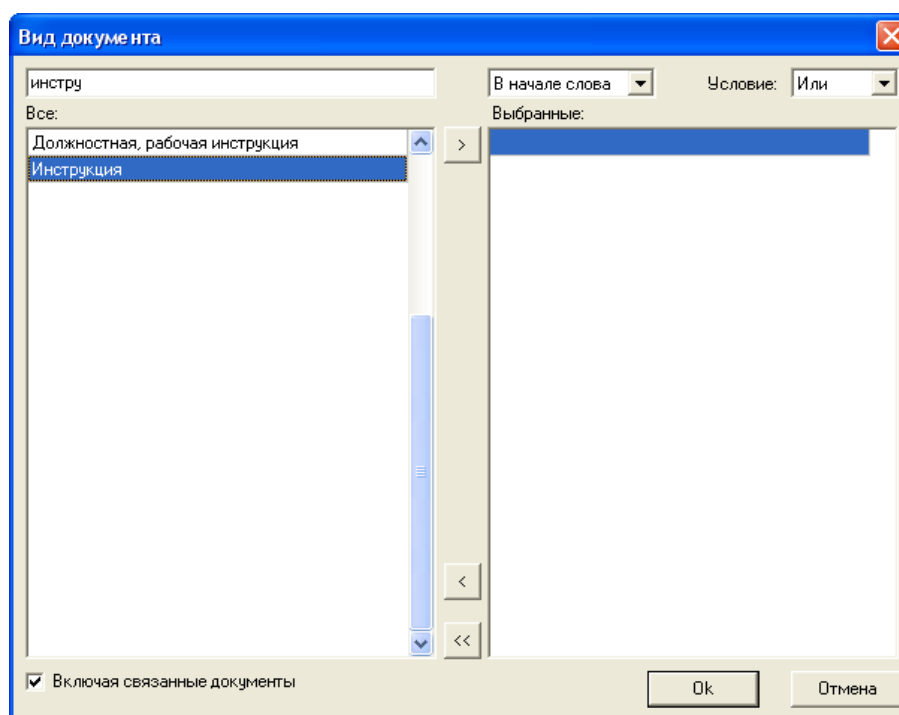 Вид документа
инстру
В начале слова
Условие: Или
Все:
Выбранные:
Должностная, рабочая инструкция
>
Инструкция
<
<<
Включая связанные документы
Ok
Отмена